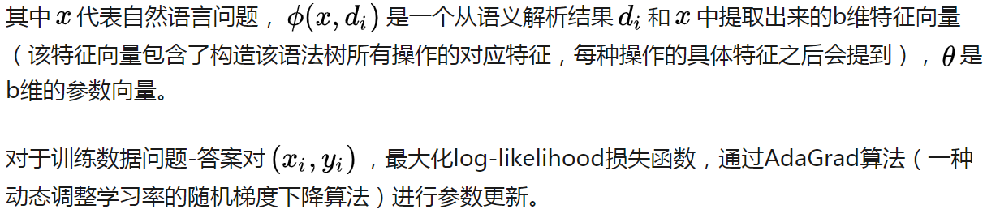 其中 x 代表自然语言问题， ϕ(x, dᵢ) 是一个从语义解析结果 dᵢ 和 x 中提取出来的b维特征向量
（该特征向量包含了构造该语法树所有操作的对应特征，每种操作的具体特征之后会提到），θ 是
b维的参数向量。
对于训练数据问题-答案对 (xᵢ, yᵢ) ，最大化log-likelihood损失函数，通过AdaGrad算法（一种
动态调整学习率的随机梯度下降算法）进行参数更新。